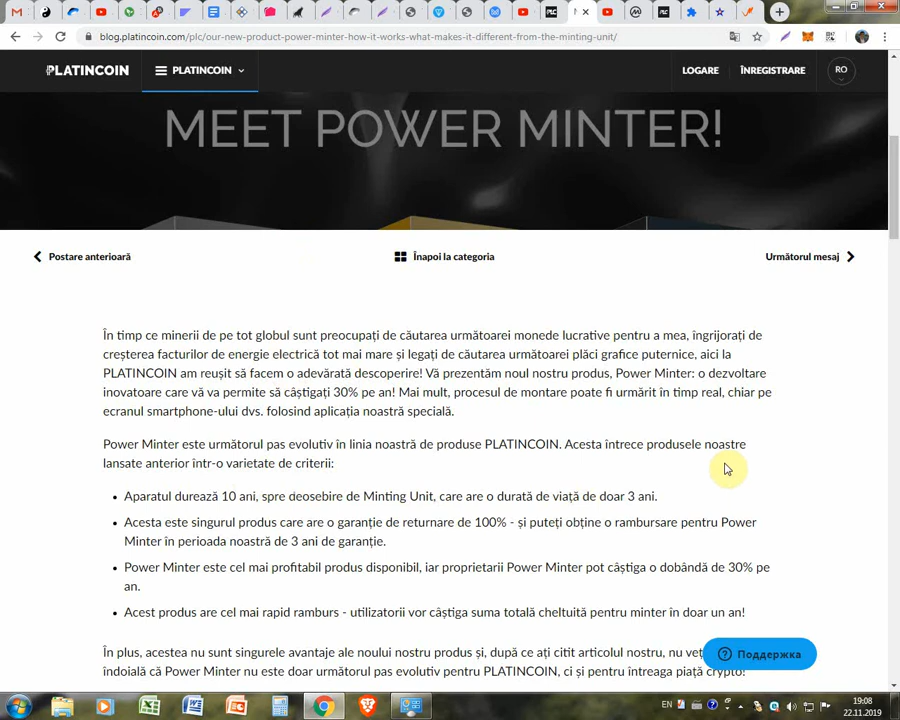 blog.platincoin.com/plc/our-new-product-power-minter-how-it-works-what-makes-it-different-from-the-minting-unit/
PLATINCOIN
PLATINCOIN
LOGARE
ÎNREGISTRARE
RO
MEET POWER MINTER!
Postare anterioară
Înapoi la categoria
Următorul mesaj
În timp ce minerii de pe tot globul sunt preocupați de căutarea următoarei monede lucrative pentru a mea, îngrijorați de
creșterea facturilor de energie electrică tot mai mare și legați de căutarea următoarei plăci grafice puternice, aici la
PLATINCOIN am reușit să facem o adevărată descoperire! Vă prezentăm noul nostru produs, Power Minter: o dezvoltare
inovatoare care vă va permite să câștigați 30% pe an! Mai mult, procesul de montare poate fi urmărit în timp real, chiar pe
ecranul smartphone-ului dvs. folosind aplicația noastră specială.
Power Minter este următorul pas evolutiv în linia noastră de produse PLATINCOIN. Acesta întrece produsele noastre
lansate anterior într-o varietate de criterii:
Aparatul durează 10 ani, spre deosebire de Minting Unit, care are o durată de viață de doar 3 ani.
Acesta este singurul produs care are o garanție de returnare de 100% - și puteți obține o rambursare pentru Power
Minter în perioada noastră de 3 ani de garanție.
Power Minter este cel mai profitabil produs disponibil, iar proprietarii Power Minter pot câștiga o dobândă de 30% pe
an.
Acest produs are cel mai rapid ramburs - utilizatorii vor câștiga suma totală cheltuită pentru minter în doar un an!
În plus, acestea nu sunt singurele avantaje ale noului nostru produs și, după ce ați citit articolul nostru, nu veț
îndoială că Power Minter nu este doar următorul pas evolutiv pentru PLATINCOIN, ci și pentru întreaga piață crypto!
Поддержка
EN
19:08
22.11.2019